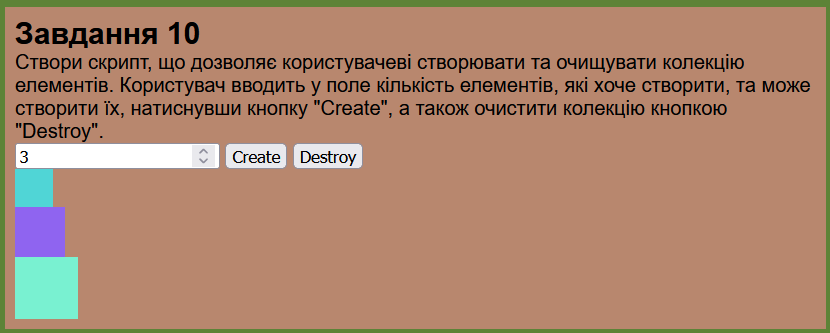 Завдання 10
Створи скрипт, що дозволяє користувачеві створювати та очищувати колекцію
елементів. Користувач вводить у поле кількість елементів, які хоче створити, та може
створити їх, натиснувши кнопку "Create", а також очистити колекцію кнопкою
"Destroy".
3 Create Destroy